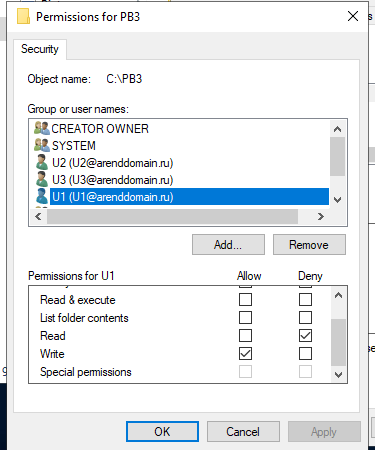 Permissions for PB3
Security
Object name: C:\PB3
Group or user names:
CREATOR OWNER
SYSTEM
U2 (U2@arenddomain.ru)
U3 (U3@arenddomain.ru)
U1 (U1@arenddomain.ru)
Add... Remove
Permissions for U1 Allow Deny
Read & execute
List folder contents
Read
Write
Special permissions
OK Cancel Apply